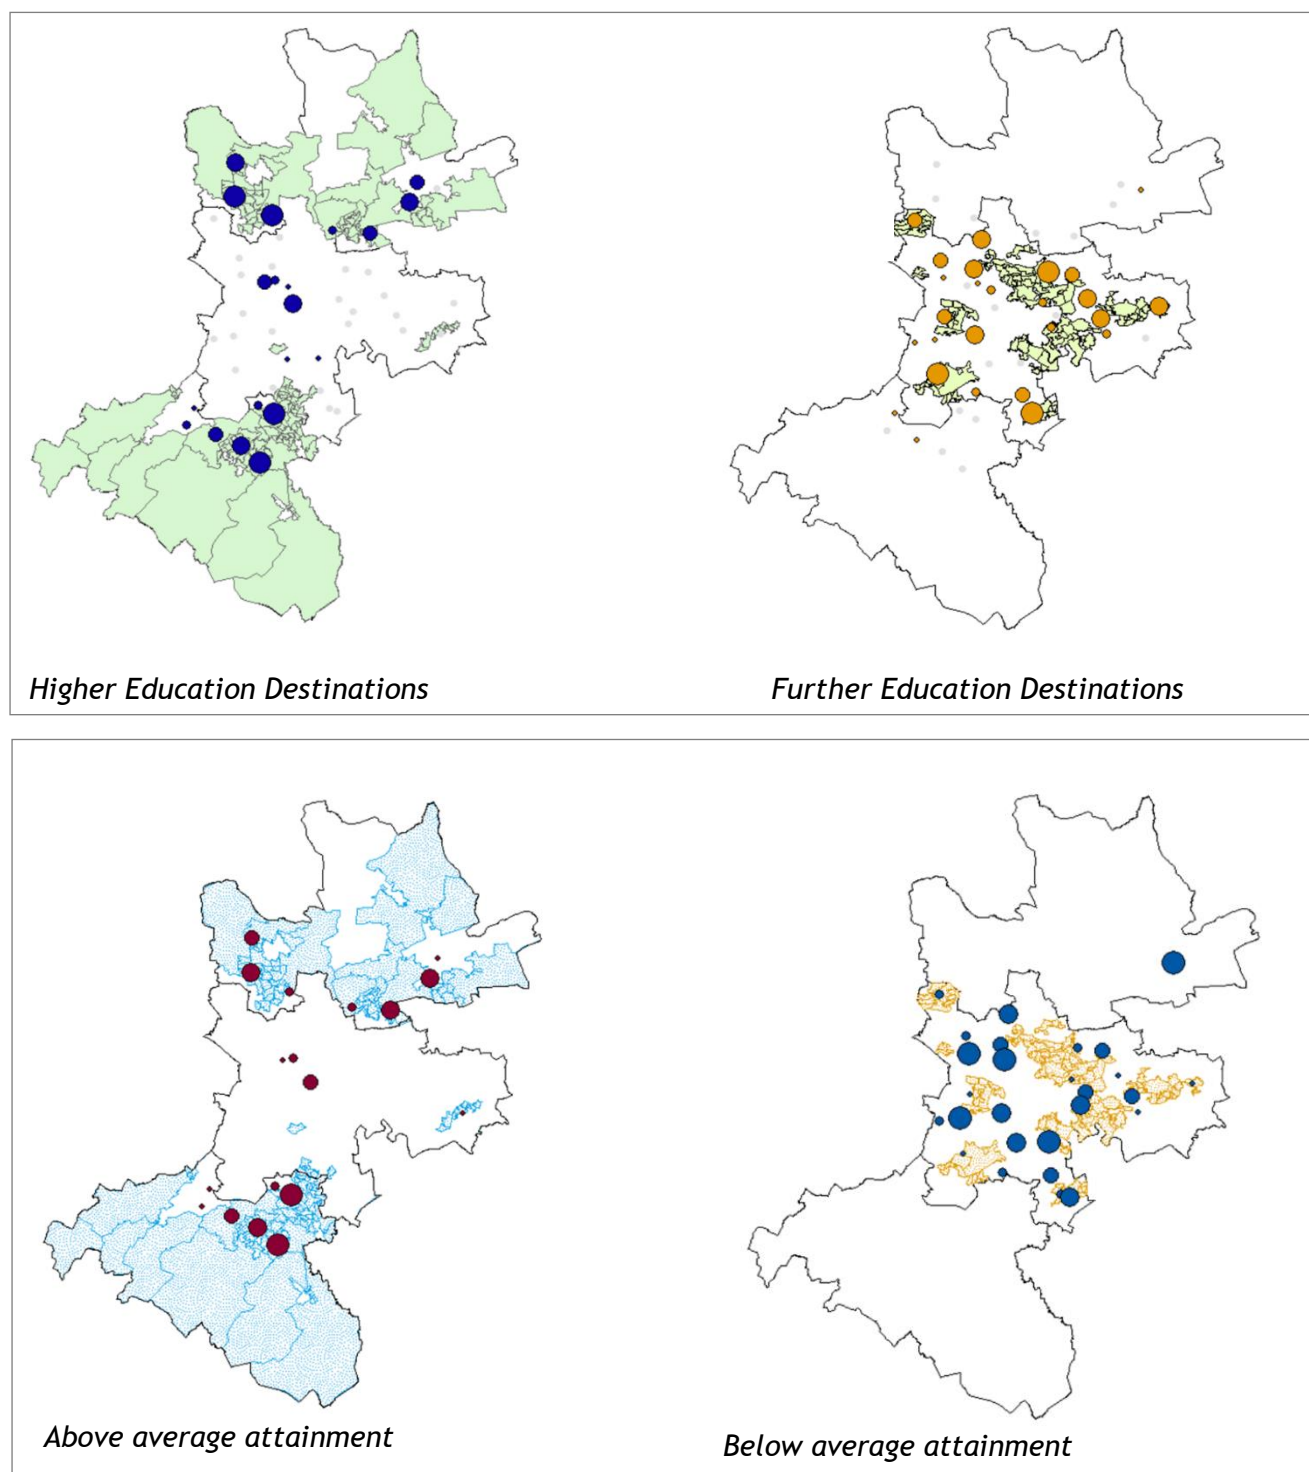 Higher Education Destinations
Further Education Destinations
Above average attainment
Below average attainment